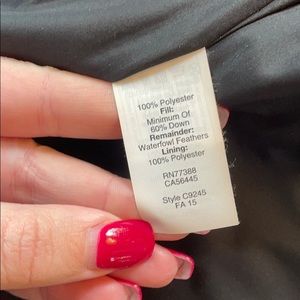 100% Polyester
Fill:
Minimum Of
60% Down
Remainder:
Waterfowl Feathers
Lining:
100% Polyester
RN77388
CA56445
Style C9245
FA 15